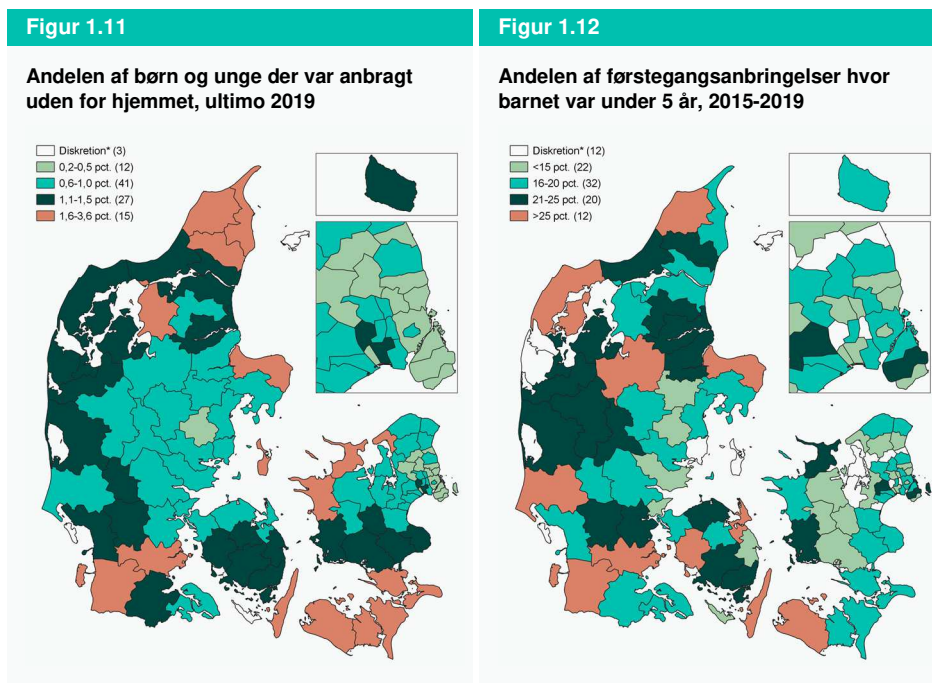 Figur 1.11
Andelen af børn og unge der var anbragt
uden for hjemmet, ultimo 2019
Diskretion* (3)
0,2-0,5 pct. (12)
0,6-1,0 pct. (41)
1,1-1,5 pct. (27)
1,6-3,6 pct. (15)
Figur 1.12
Andelen af førstegangsanbringelser hvor
barnet var under 5 år, 2015-2019
Diskretion* (12)
<15 pct. (22)
16-20 pct. (32)
21-25 pct. (20)
>25 pct. (12)